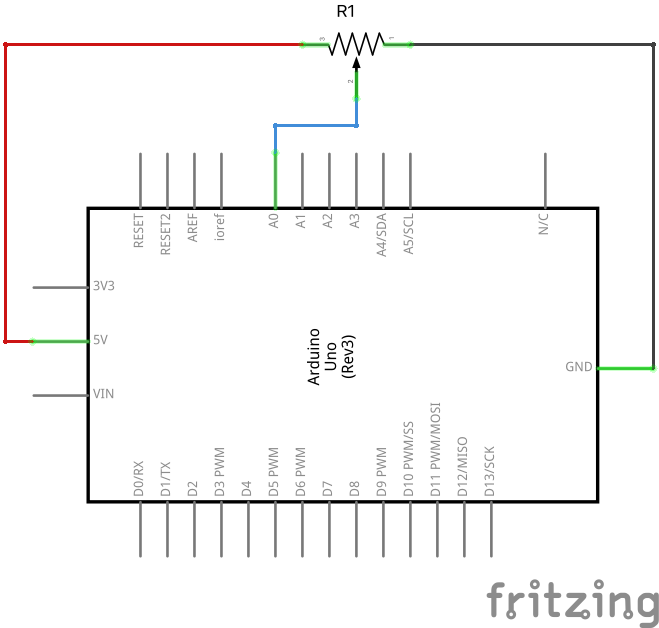 R1
3
1
2
RESET
RESET2
AREF
ioref
A0
A1
A2
A3
A4/SDA
A5/SCL
N/C
3V3
5V
VIN
Arduino
Uno
(Rev3)
GND
D0/RX
D1/TX
D2
D3 PWM
D4
D5 PWM
D6 PWM
D7
D8
D9 PWM
D10 PWM/SS
D11 PWM/MOSI
D12/MISO
D13/SCK
fritzing